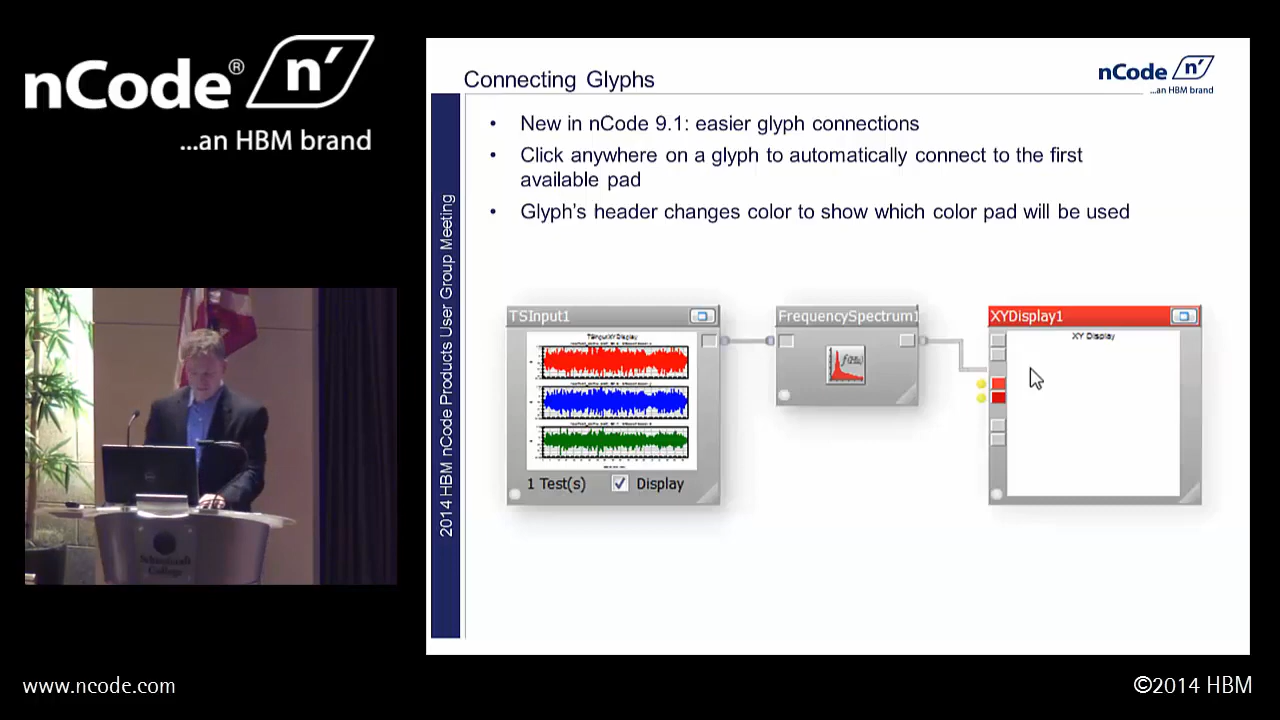 nCode® n'
...an HBM brand
Connecting Glyphs
nCode n'
...an HBM brand
• New in nCode 9.1: easier glyph connections
• Click anywhere on a glyph to automatically connect to the first
available pad
• Glyph's header changes color to show which color pad will be used
2014 HBM nCode Products User Group Meeting
TSInput1
FrequencySpectrum1
XYDisplay1
XY Display
1 Test(s)
Display
Schoolcraft
College
www.ncode.com
©2014 HBM